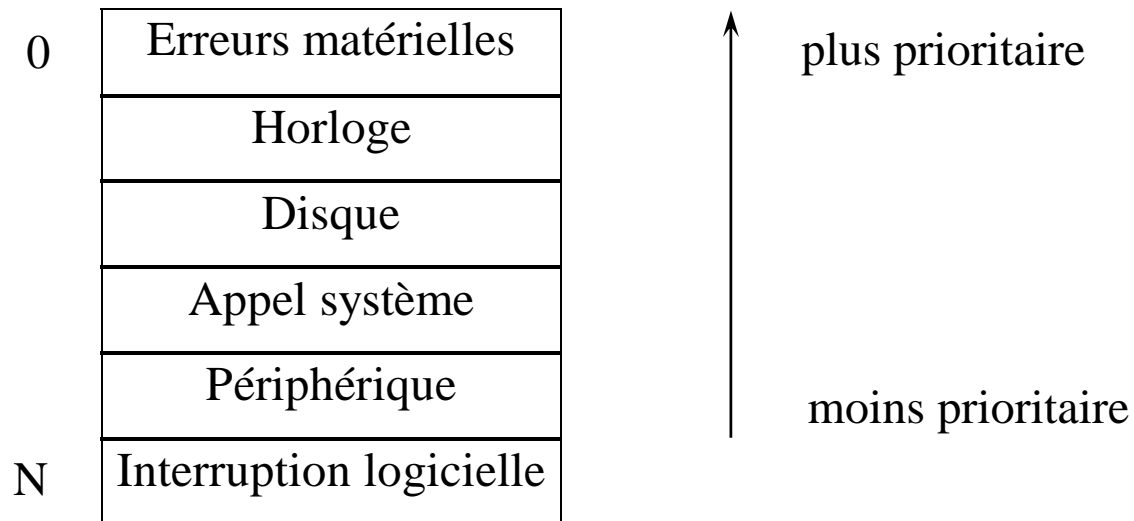 0 Erreurs matérielles plus prioritaire
Horloge
Disque
Appel système
Périphérique
moins prioritaire
N Interruption logicielle